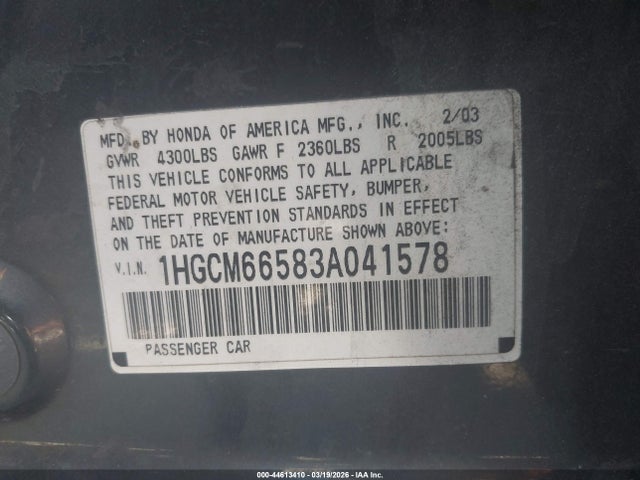 MFD. BY HONDA OF AMERICA MFG., INC. 2/03
GVWR 4300LBS GAWR F 2360LBS R 2005LBS
THIS VEHICLE CONFORMS TO ALL APPLICABLE
FEDERAL MOTOR VEHICLE SAFETY, BUMPER,
AND THEFT PREVENTION STANDARDS IN EFFECT
ON THE DATE OF MANUFACTURE SHOWN ABOVE:
V.I.N. 1HGCM66583A041578
PASSENGER CAR
000-44613410 - 03/19/2026 - IAA Inc.